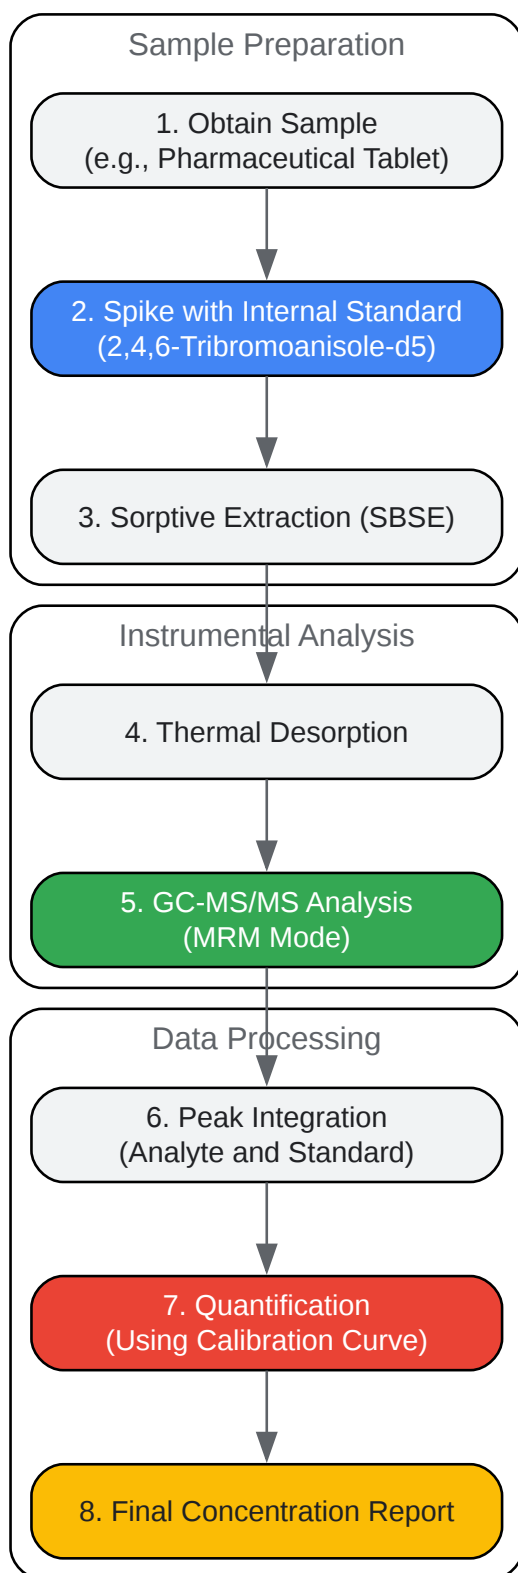 Sample Preparation
1. Obtain Sample
(e.g., Pharmaceutical Tablet)
2. Spike with Internal Standard
(2,4,6-Tribromoanisole-d5)
3. Sorptive Extraction (SBSE)
Instrumental Analysis
4. Thermal Desorption
5. GC-MS/MS Analysis
(MRM Mode)
Data Processing
6. Peak Integration
(Analyte and Standard)
7. Quantification
(Using Calibration Curve)
8. Final Concentration Report